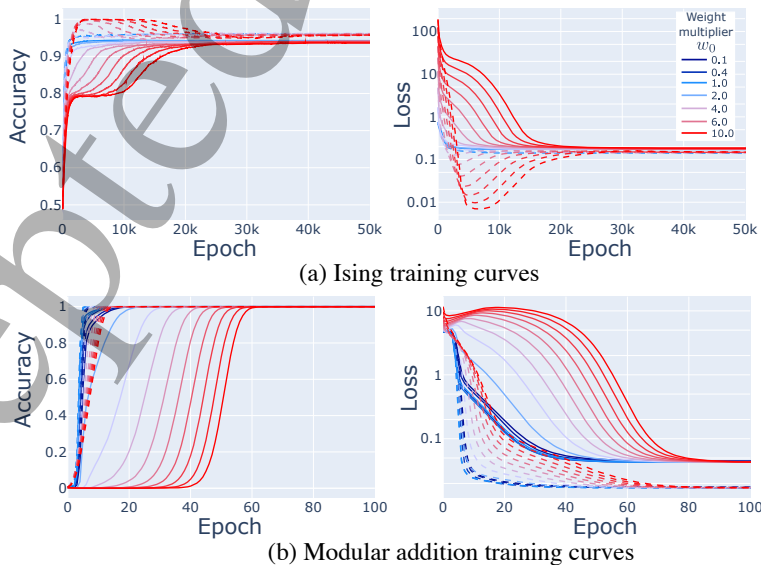 Accuracy
1
0.9
0.8
0.7
0.6
0.5
0
10k
20k
30k
40k
50k
Epoch
Loss
100
10
1
0.1
0.01
0
10k
20k
30k
40k
50k
Epoch
Weight
multiplier
w₀
0.1
0.4
1.0
2.0
4.0
6.0
10.0
(a) Ising training curves
Accuracy
1
0.8
0.6
0.4
0.2
0
0
20
40
60
80
100
Epoch
Loss
10
1
0.1
0
20
40
60
80
100
Epoch
(b) Modular addition training curves
epted